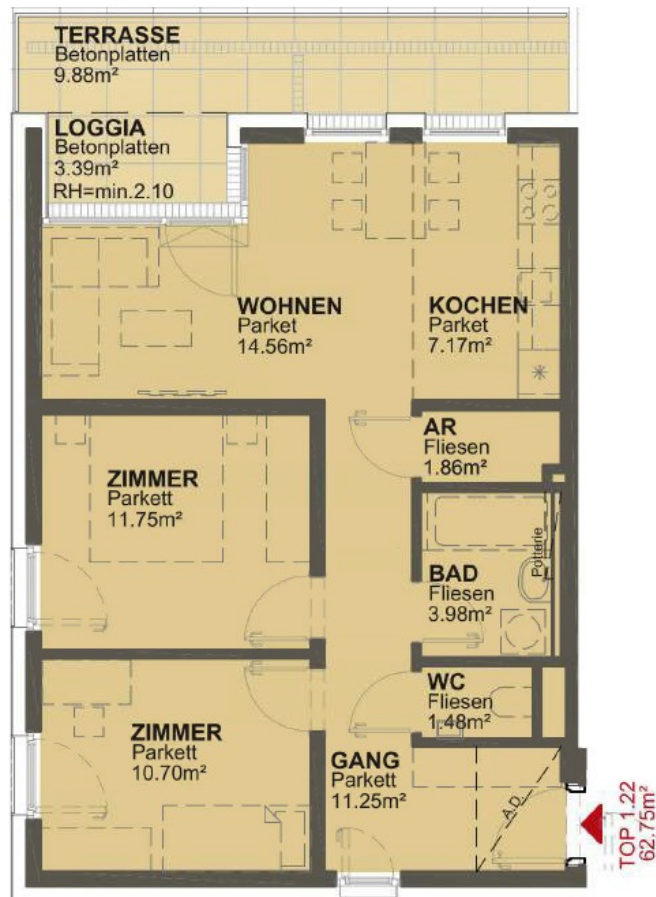 TERRASSE
Betonplatten
9.88m²
LOGGIA
Betonplatten
3.39m²
RH=min.2.10
WOHNEN
Parket
14.56m²
KOCHEN
Parket
7.17m²
AR
Fliesen
1.86m²
ZIMMER
Parkett
11.75m²
BAD
Fliesen
3.98m²
Potterie
WC
Fliesen
1.48m²
ZIMMER
Parkett
10.70m²
GANG
Parkett
11.25m²
A.D.
TOP 1.22
62.75m²